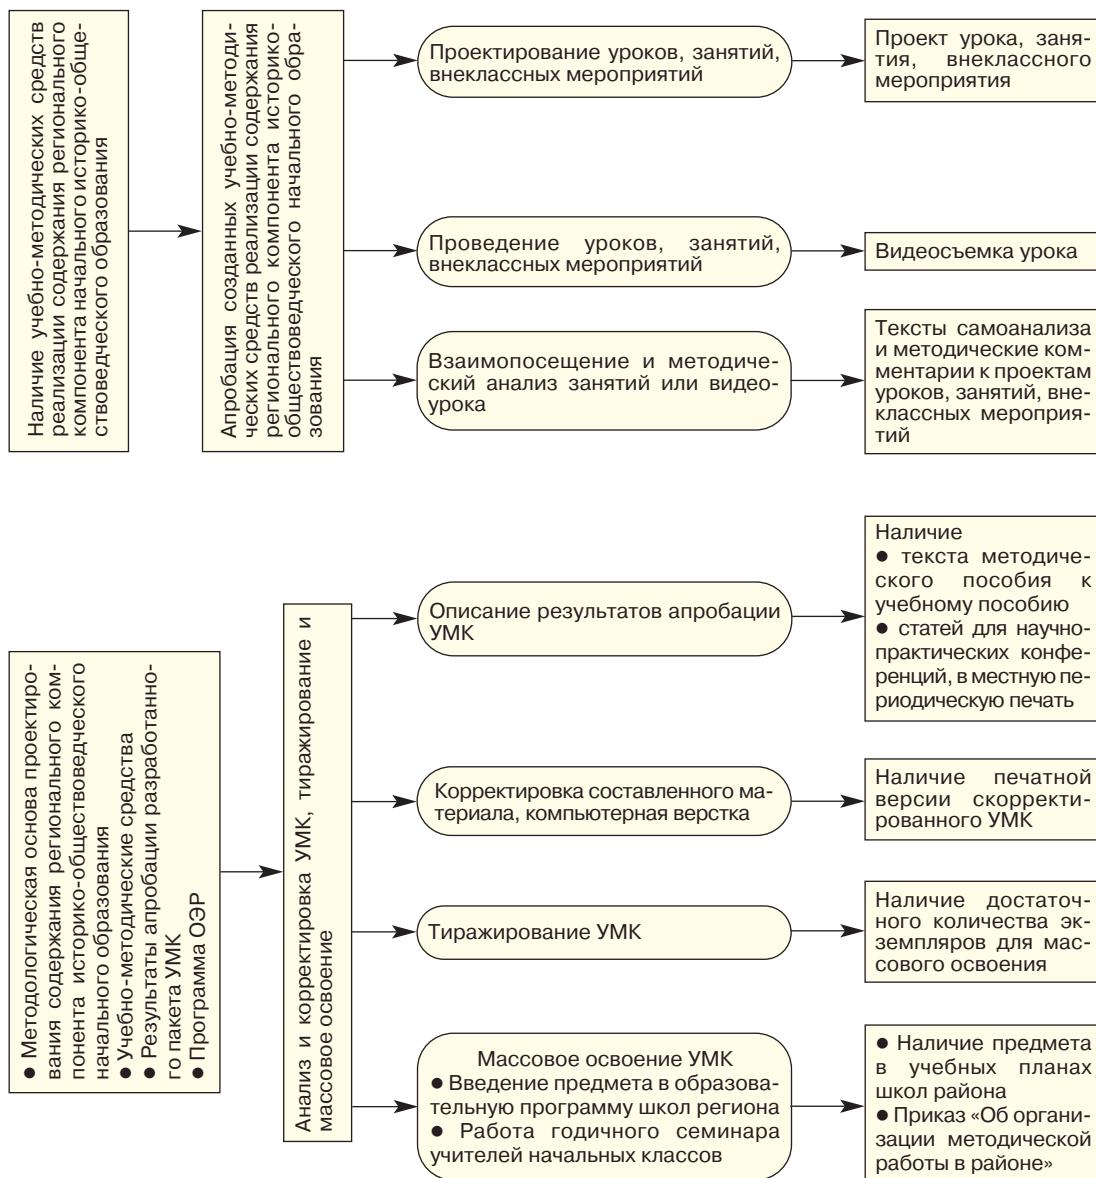 Наличие учебно-методических средств
реализации содержания регионального
компонента начального историко-обще-
ствоведческого образования
Апробация созданных учебно-методи-
ческих средств реализации содержания
регионального компонента историко-
обществоведческого начального обра-
зования
Проектирование уроков, занятий,
внеклассных мероприятий
Проект урока, заня-
тия, внеклассного
мероприятия
Проведение уроков, занятий,
внеклассных мероприятий
Видеосъемка урока
Взаимопосещение и методиче-
ский анализ занятий или видео-
урока
Тексты самоанализа
и методические ком-
ментарии к проектам
уроков, занятий, вне-
классных мероприя-
тий
● Методологическая основа проектиро-
вания содержания регионального ком-
понента историко-обществоведческого
начального образования
● Учебно-методические средства
● Результаты апробации разработанно-
го пакета УМК
● Программа ОЭР
Анализ и корректировка УМК, тиражирование и
массовое освоение
Описание результатов апробации
УМК
Наличие
● текста методиче-
ского пособия к
учебному пособию
● статей для научно-
практических конфе-
ренций, в местную пе-
риодическую печать
Корректировка составленного ма-
териала, компьютерная верстка
Наличие печатной
версии скорректи-
рованного УМК
Тиражирование УМК
Наличие достаточ-
ного количества эк-
земпляров для мас-
сового освоения
Массовое освоение УМК
● Введение предмета в образова-
тельную программу школ региона
● Работа годичного семинара
учителей начальных классов
● Наличие предмета
в учебных планах
школ района
● Приказ «Об органи-
зации методической
работы в районе»